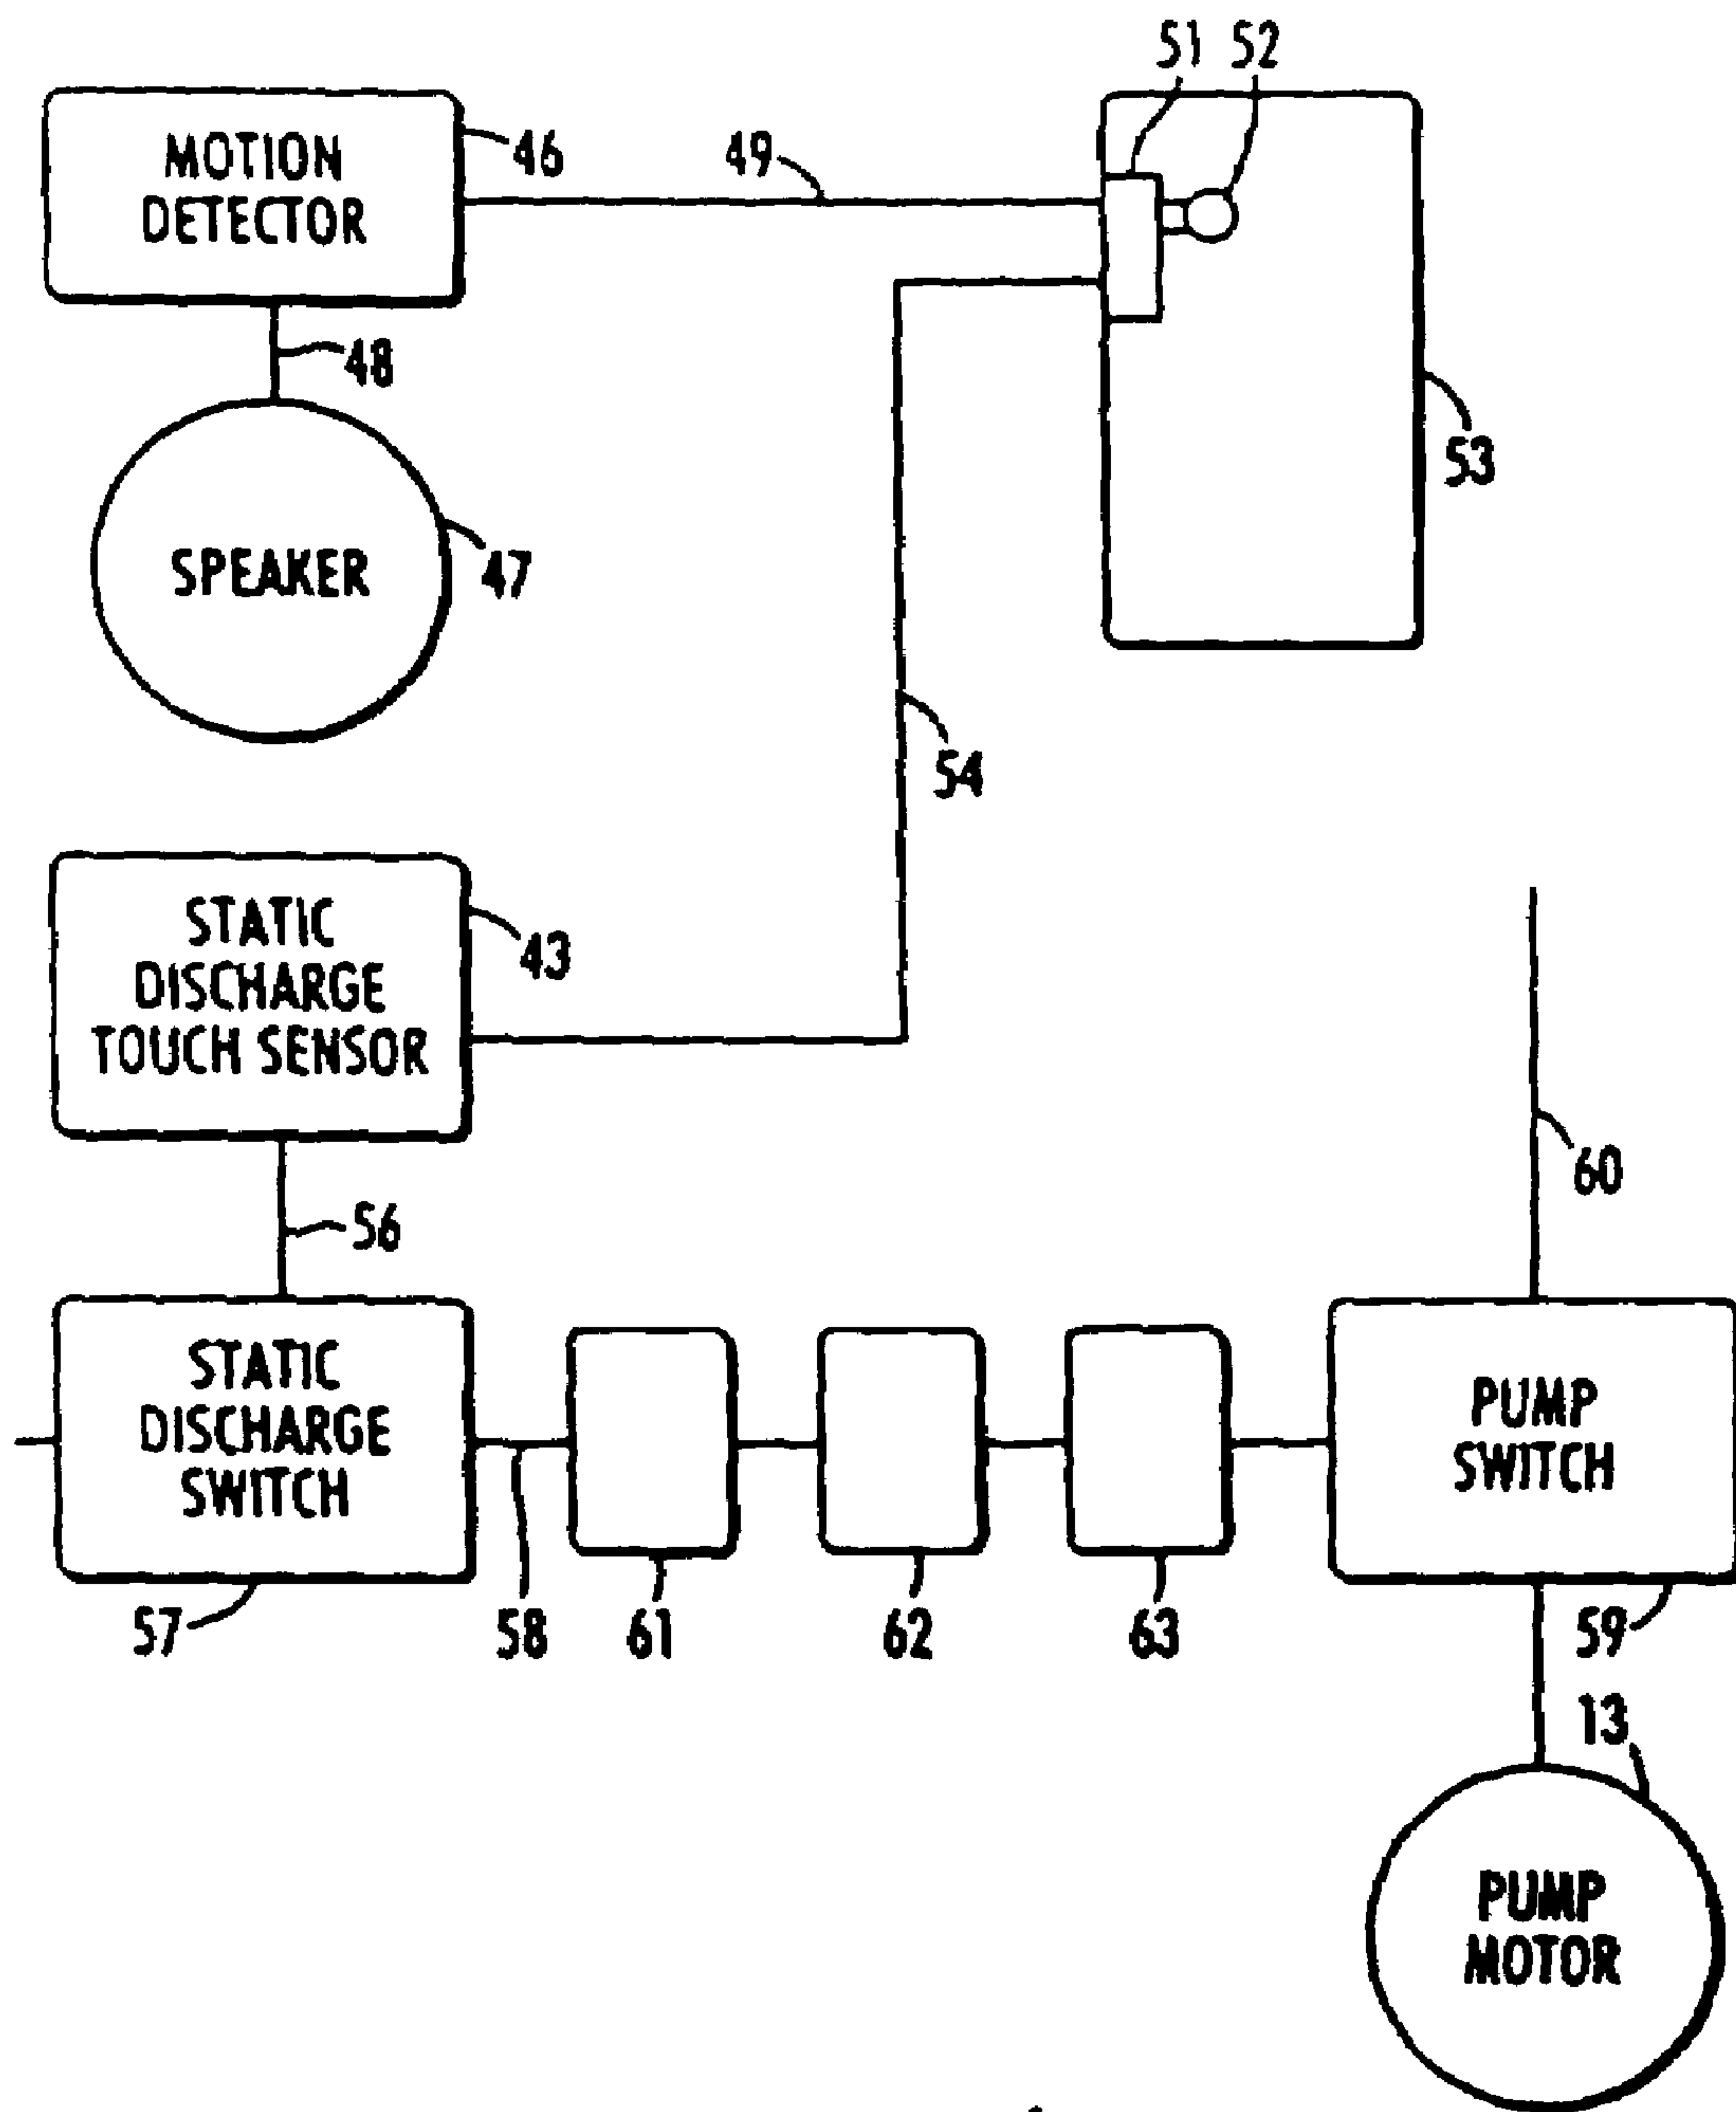 51 52
MOTION
DETECTOR
46
49
48
53
SPEAKER
47
54
STATIC
DISCHARGE
TOUCH SENSOR
43
60
56
STATIC
DISCHARGE
SWITCH
PUMP
SWITCH
57
58
61
62
63
59
13
PUMP
MOTOR